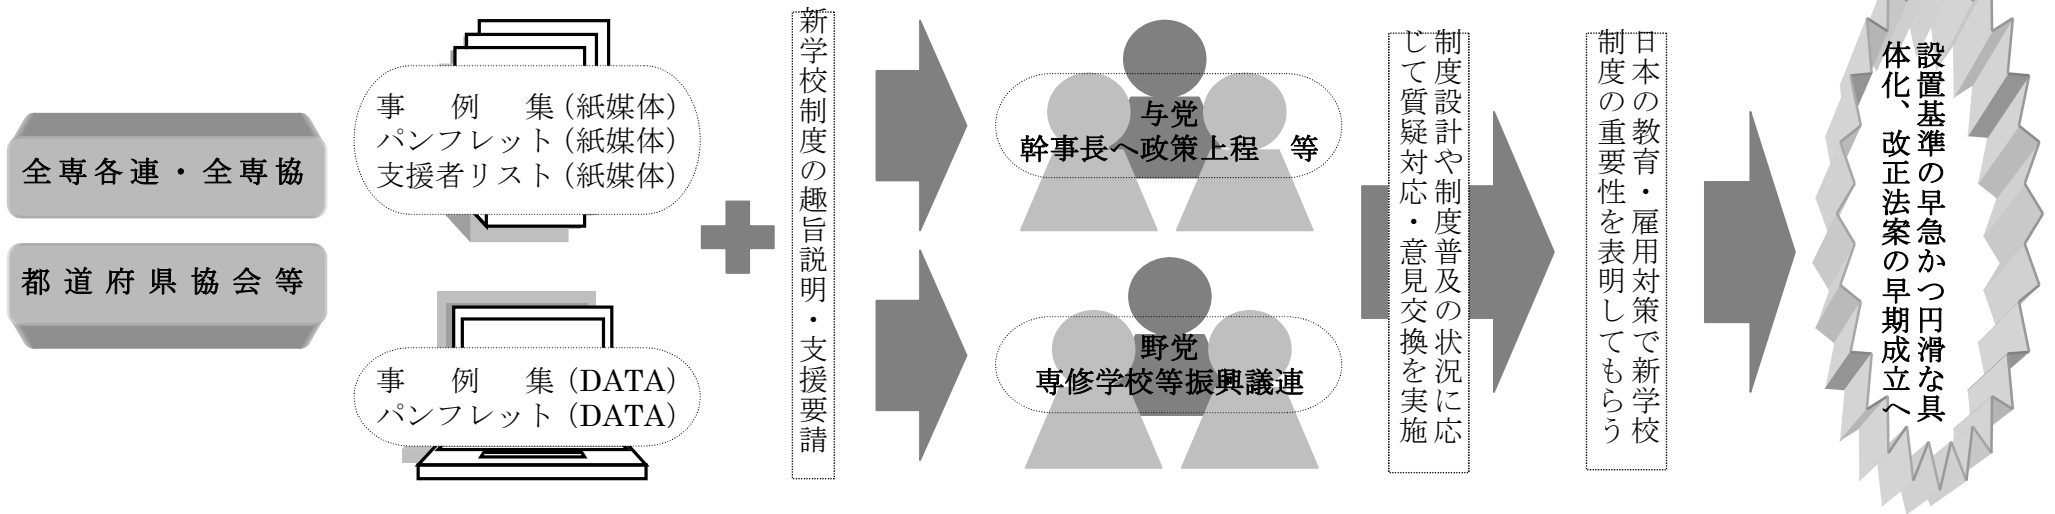 全専各連・全専協
都道府県協会等
事　例　集（紙媒体）
パンフレット（紙媒体）
支援者リスト（紙媒体）
事　例　集（DATA）
パンフレット（DATA）
新学校制度の趣旨説明・支援要請
与党
幹事長へ政策上程　等
野党
専修学校等振興議連
制度設計や制度普及の状況に応
じて質疑対応・意見交換を実施
日本の教育・雇用対策で新学校
制度の重要性を表明してもらう
設置基準の早急かつ円滑な具
体化、改正法案の早期成立へ